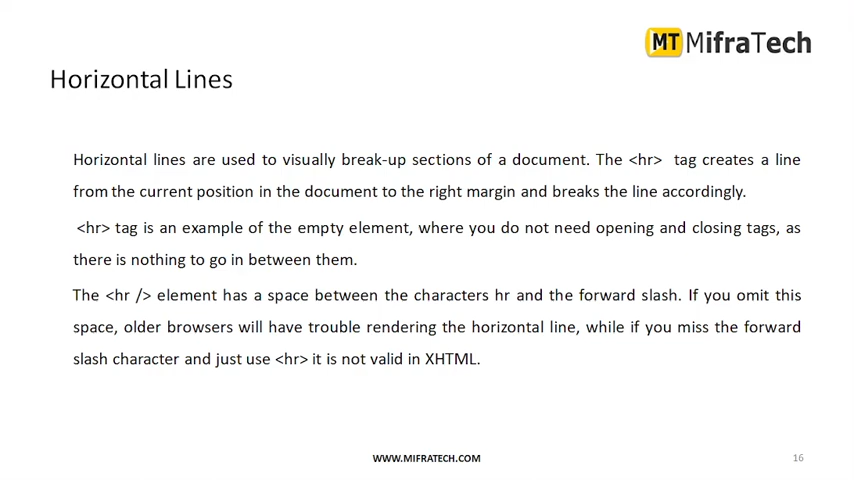 MT MifraTech
Horizontal Lines
Horizontal lines are used to visually break-up sections of a document. The <hr> tag creates a line
from the current position in the document to the right margin and breaks the line accordingly.
<hr> tag is an example of the empty element, where you do not need opening and closing tags, as
there is nothing to go in between them.
The <hr /> element has a space between the characters hr and the forward slash. If you omit this
space, older browsers will have trouble rendering the horizontal line, while if you miss the forward
slash character and just use <hr> it is not valid in XHTML.
WWW.MIFRATECH.COM
16